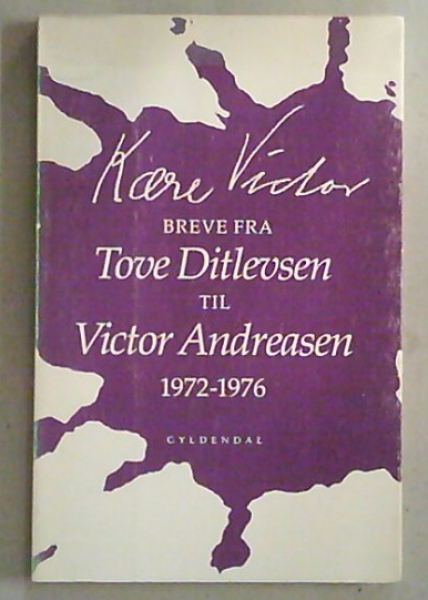 Kære Victor
BREVE FRA
Tove Ditlevsen
TIL
Victor Andreasen
1972-1976
GYLDENDAL